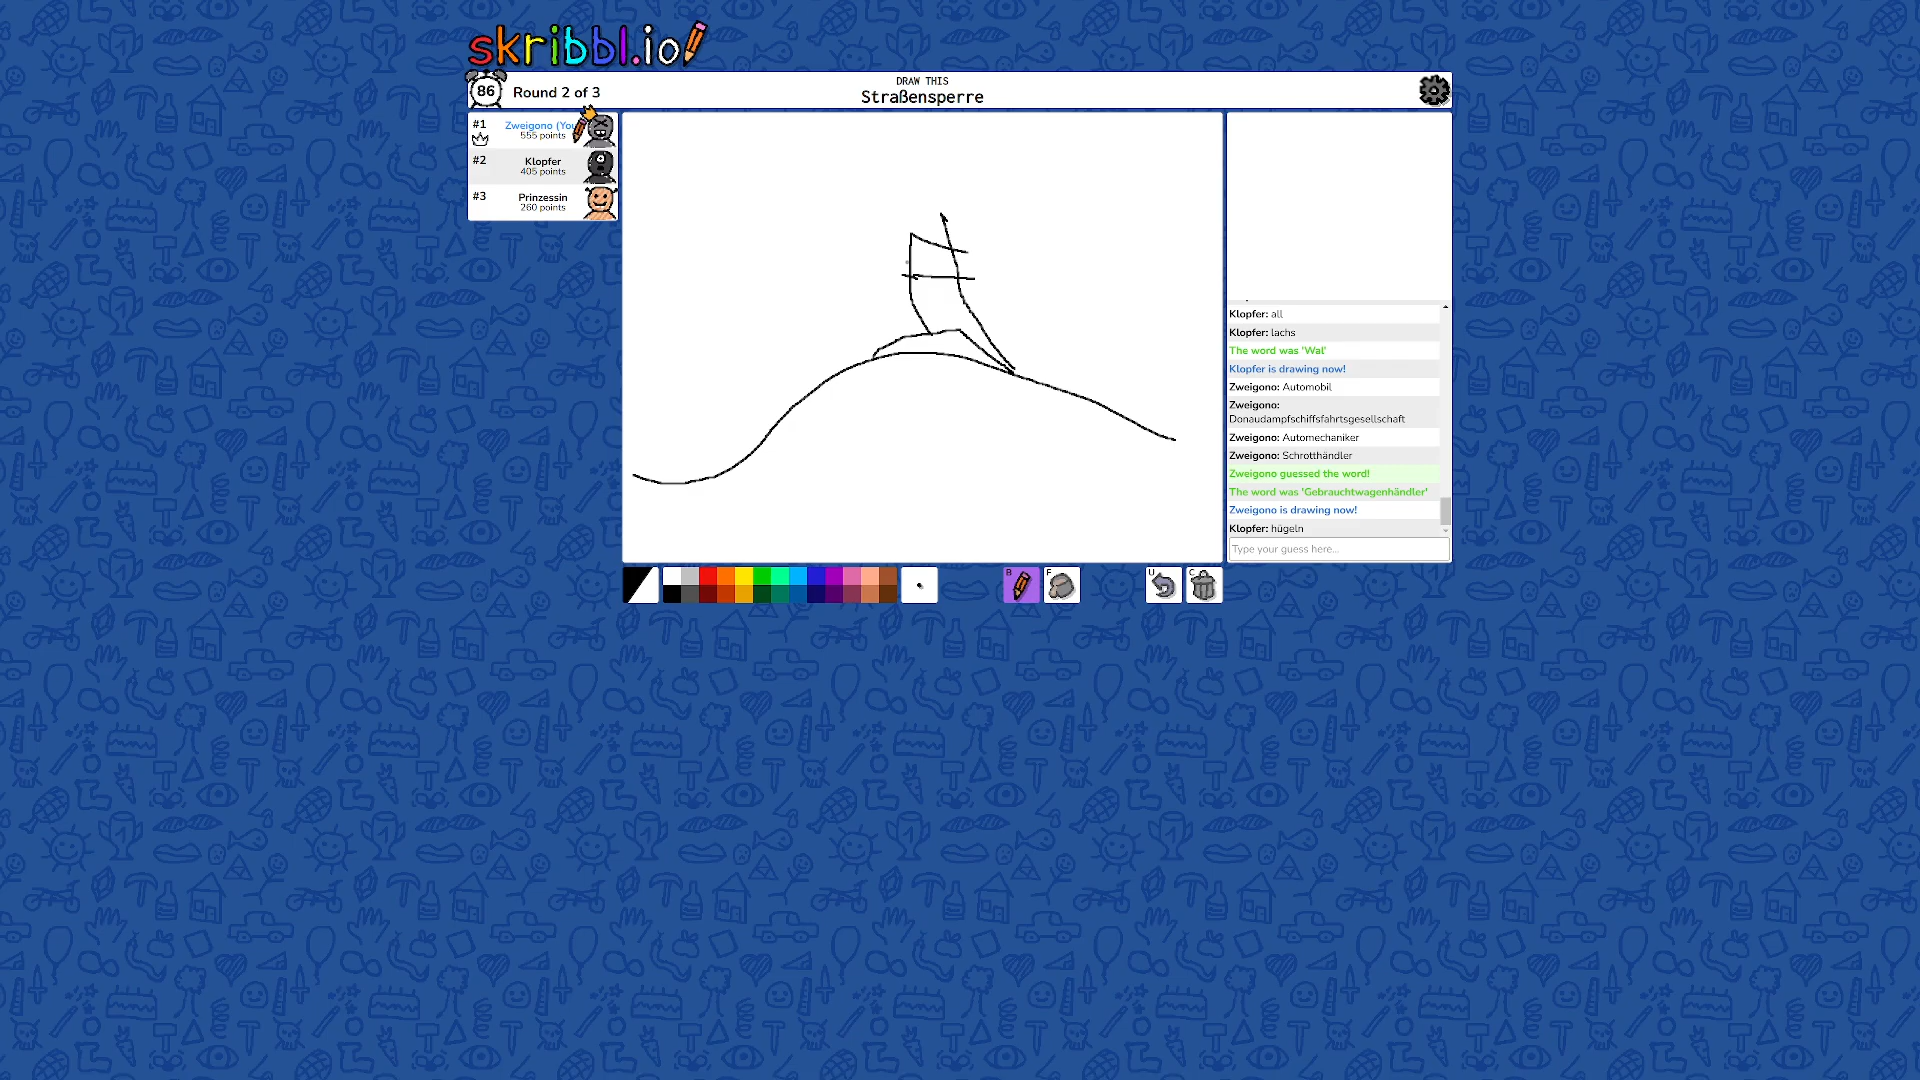 skribbl.io
DRAW THIS
86
Round 2 of 3
Straßensperre
#1
Zweigono (You
555 points
#2
Klopfer
405 points
#3
Prinzessin
260 points
Klopfer: all
Klopfer: lachs
The word was 'Wal'
Klopfer is drawing now!
Zweigono: Automobil
Zweigono:
Donaudampfschiffsfahrtsgesellschaft
Zweigono: Automechaniker
Zweigono: Schrotthändler
Zweigono guessed the word!
The word was 'Gebrauchtwagenhändler'
Zweigono is drawing now!
Klopfer: hügeln
Type your guess here...
B
F
U
C